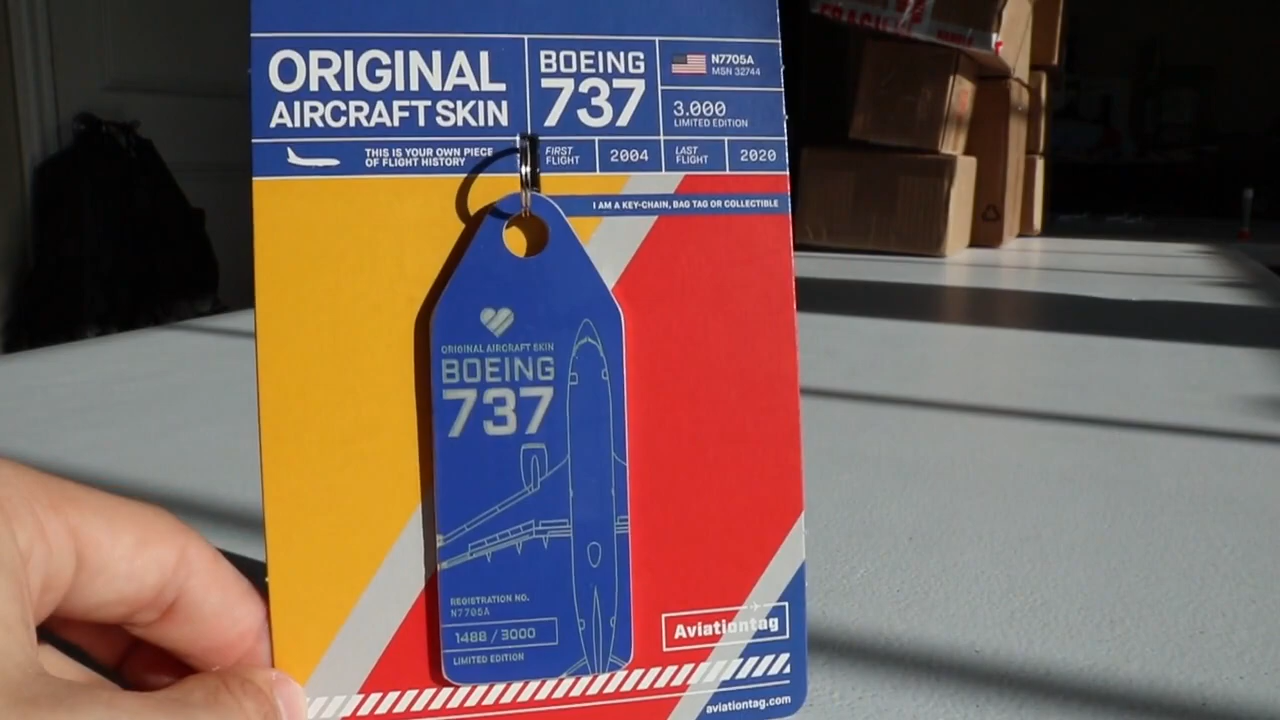 ORIGINAL
AIRCRAFT SKIN
BOEING
737
N7705A
MSN 32744
3.000
LIMITED EDITION
THIS IS YOUR OWN PIECE
OF FLIGHT HISTORY
FIRST
FLIGHT
2004
LAST
FLIGHT
2020
I AM A KEY-CHAIN, BAG TAG OR COLLECTIBLE
ORIGINAL AIRCRAFT SKIN
BOEING
737
REGISTRATION NO.
N7705A
1488 / 3000
LIMITED EDITION
Aviationtag
aviationtag.com
FRAGILE